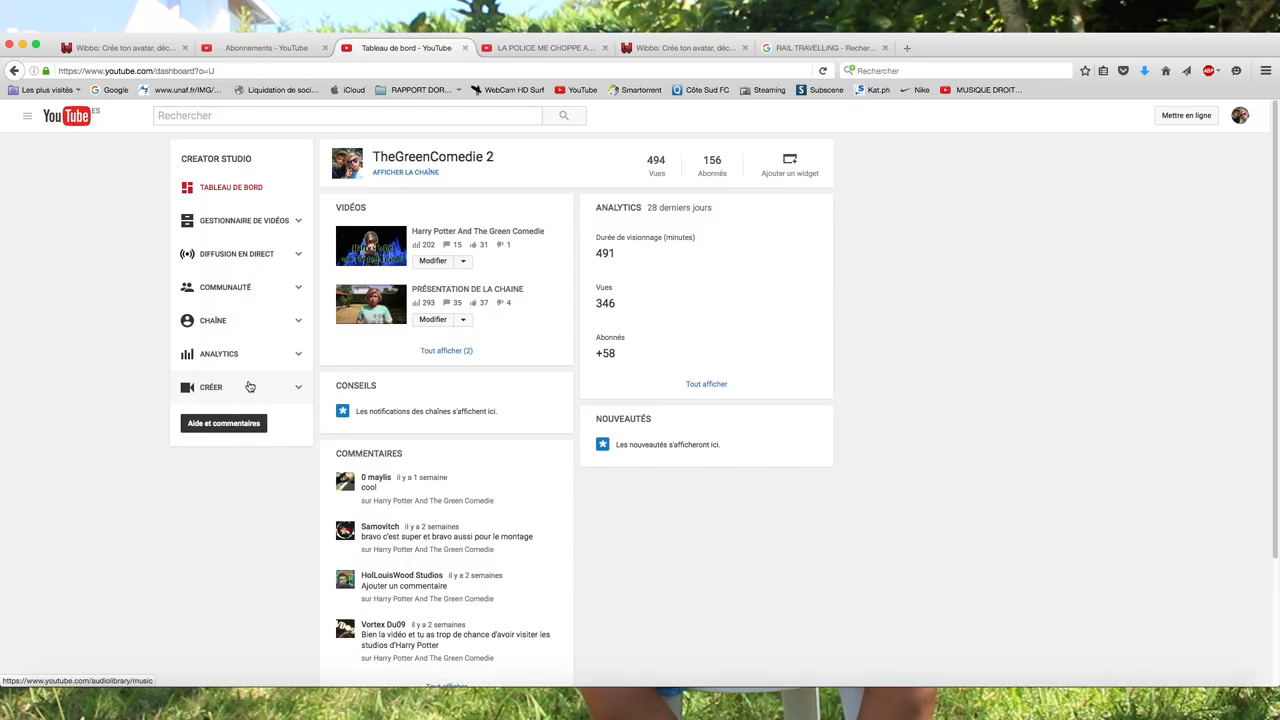 Wibbo: Crée ton avatar, déc...
Abonnements - YouTube
Tableau de bord - YouTube
LA POLICE ME CHOPPE A...
Wibbo: Crée ton avatar, déc...
RAIL TRAVELLING - Recher...
https://www.youtube.com/dashboard?o=U
Rechercher
ABP
Les plus visités
Google
www.unaf.fr/IMG/...
Liquidation de soci...
iCloud
RAPPORT DOR...
WebCam HD Surf
YouTube
Smartorrent
Côte Sud FC
Steaming
Subscene
Kat.ph
Nike
MUSIQUE DROIT...
YouTube ES
Rechercher
Mettre en ligne
CREATOR STUDIO
TABLEAU DE BORD
GESTIONNAIRE DE VIDÉOS
DIFFUSION EN DIRECT
COMMUNAUTÉ
CHAÎNE
ANALYTICS
CRÉER
Aide et commentaires
TheGreenComedie 2
AFFICHER LA CHAÎNE
494
Vues
156
Abonnés
Ajouter un widget
VIDÉOS
Harry Potter And The Green Comedie
202 15 31 1
Modifier
PRÉSENTATION DE LA CHAINE
293 35 37 4
Modifier
Tout afficher (2)
CONSEILS
Les notifications des chaînes s'affichent ici.
COMMENTAIRES
0 maylis il y a 1 semaine
cool
sur Harry Potter And The Green Comedie
Samovitch il y a 2 semaines
bravo c'est super et bravo aussi pour le montage
sur Harry Potter And The Green Comedie
HolLouisWood Studios il y a 2 semaines
Ajouter un commentaire
sur Harry Potter And The Green Comedie
Vortex Du09 il y a 2 semaines
Bien la vidéo et tu as trop de chance d'avoir visiter les
studios d'Harry Potter
sur Harry Potter And The Green Comedie
Tout afficher
ANALYTICS 28 derniers jours
Durée de visionnage (minutes)
491
Vues
346
Abonnés
+58
Tout afficher
NOUVEAUTÉS
Les nouveautés s'afficheront ici.
https://www.youtube.com/audiolibrary/music